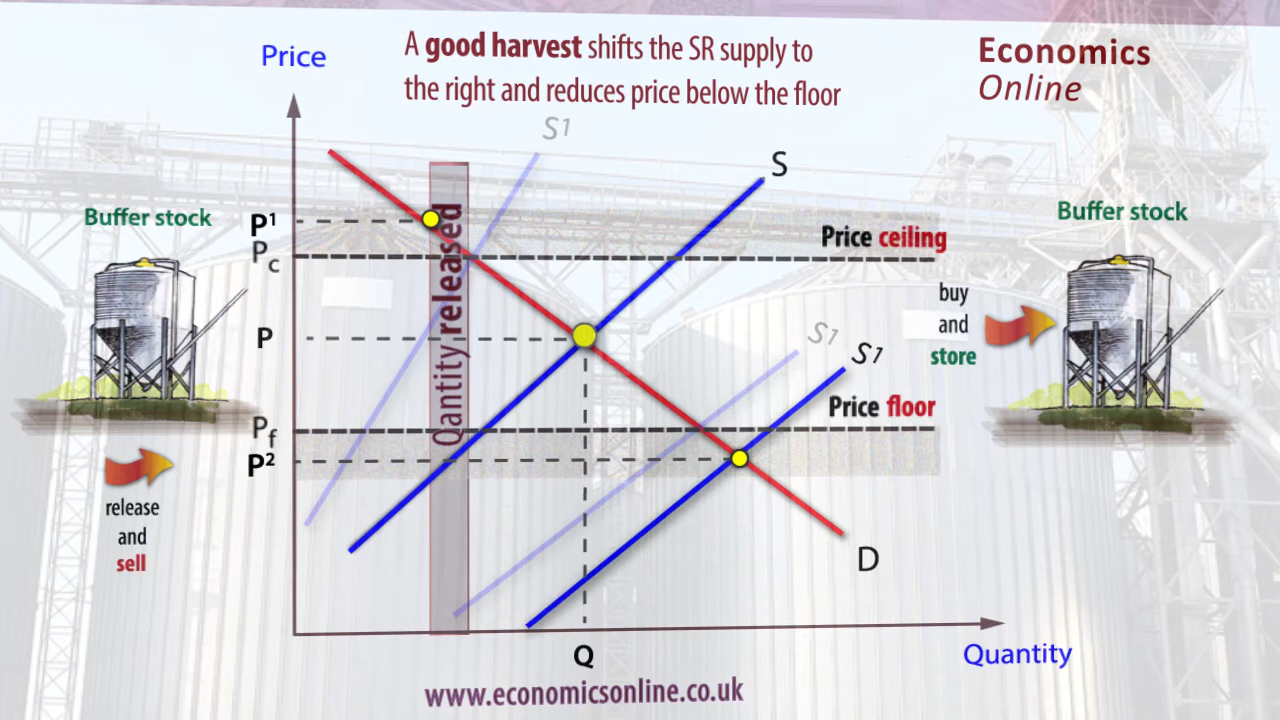 Price
A good harvest shifts the SR supply to
the right and reduces price below the floor
Economics
Online
S1
S
Buffer stock
P1
Pc
Qantity released
Price ceiling
Buffer stock
buy
and
store
P
S1
S1
Price floor
Pf
P2
release
and
sell
D
Q
Quantity
www.economicsonline.co.uk